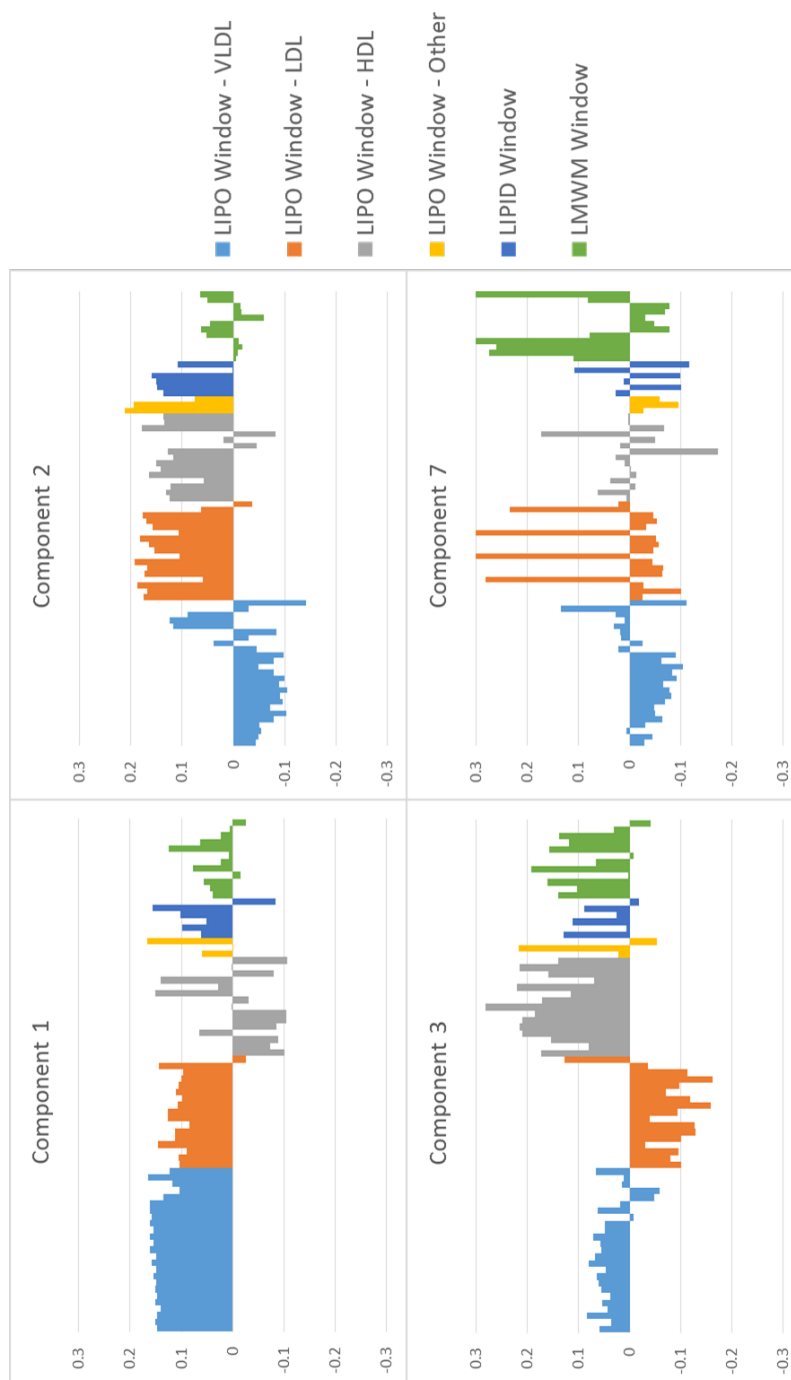 Component 1
0.3
0.2
0.1
0
-0.1
-0.2
-0.3
Component 2
0.3
0.2
0.1
0
-0.1
-0.2
-0.3
Component 3
0.3
0.2
0.1
0
-0.1
-0.2
-0.3
Component 7
0.3
0.2
0.1
0
-0.1
-0.2
-0.3
LIPO Window - VLDL
LIPO Window - LDL
LIPO Window - HDL
LIPO Window - Other
LIPID Window
LMWM Window